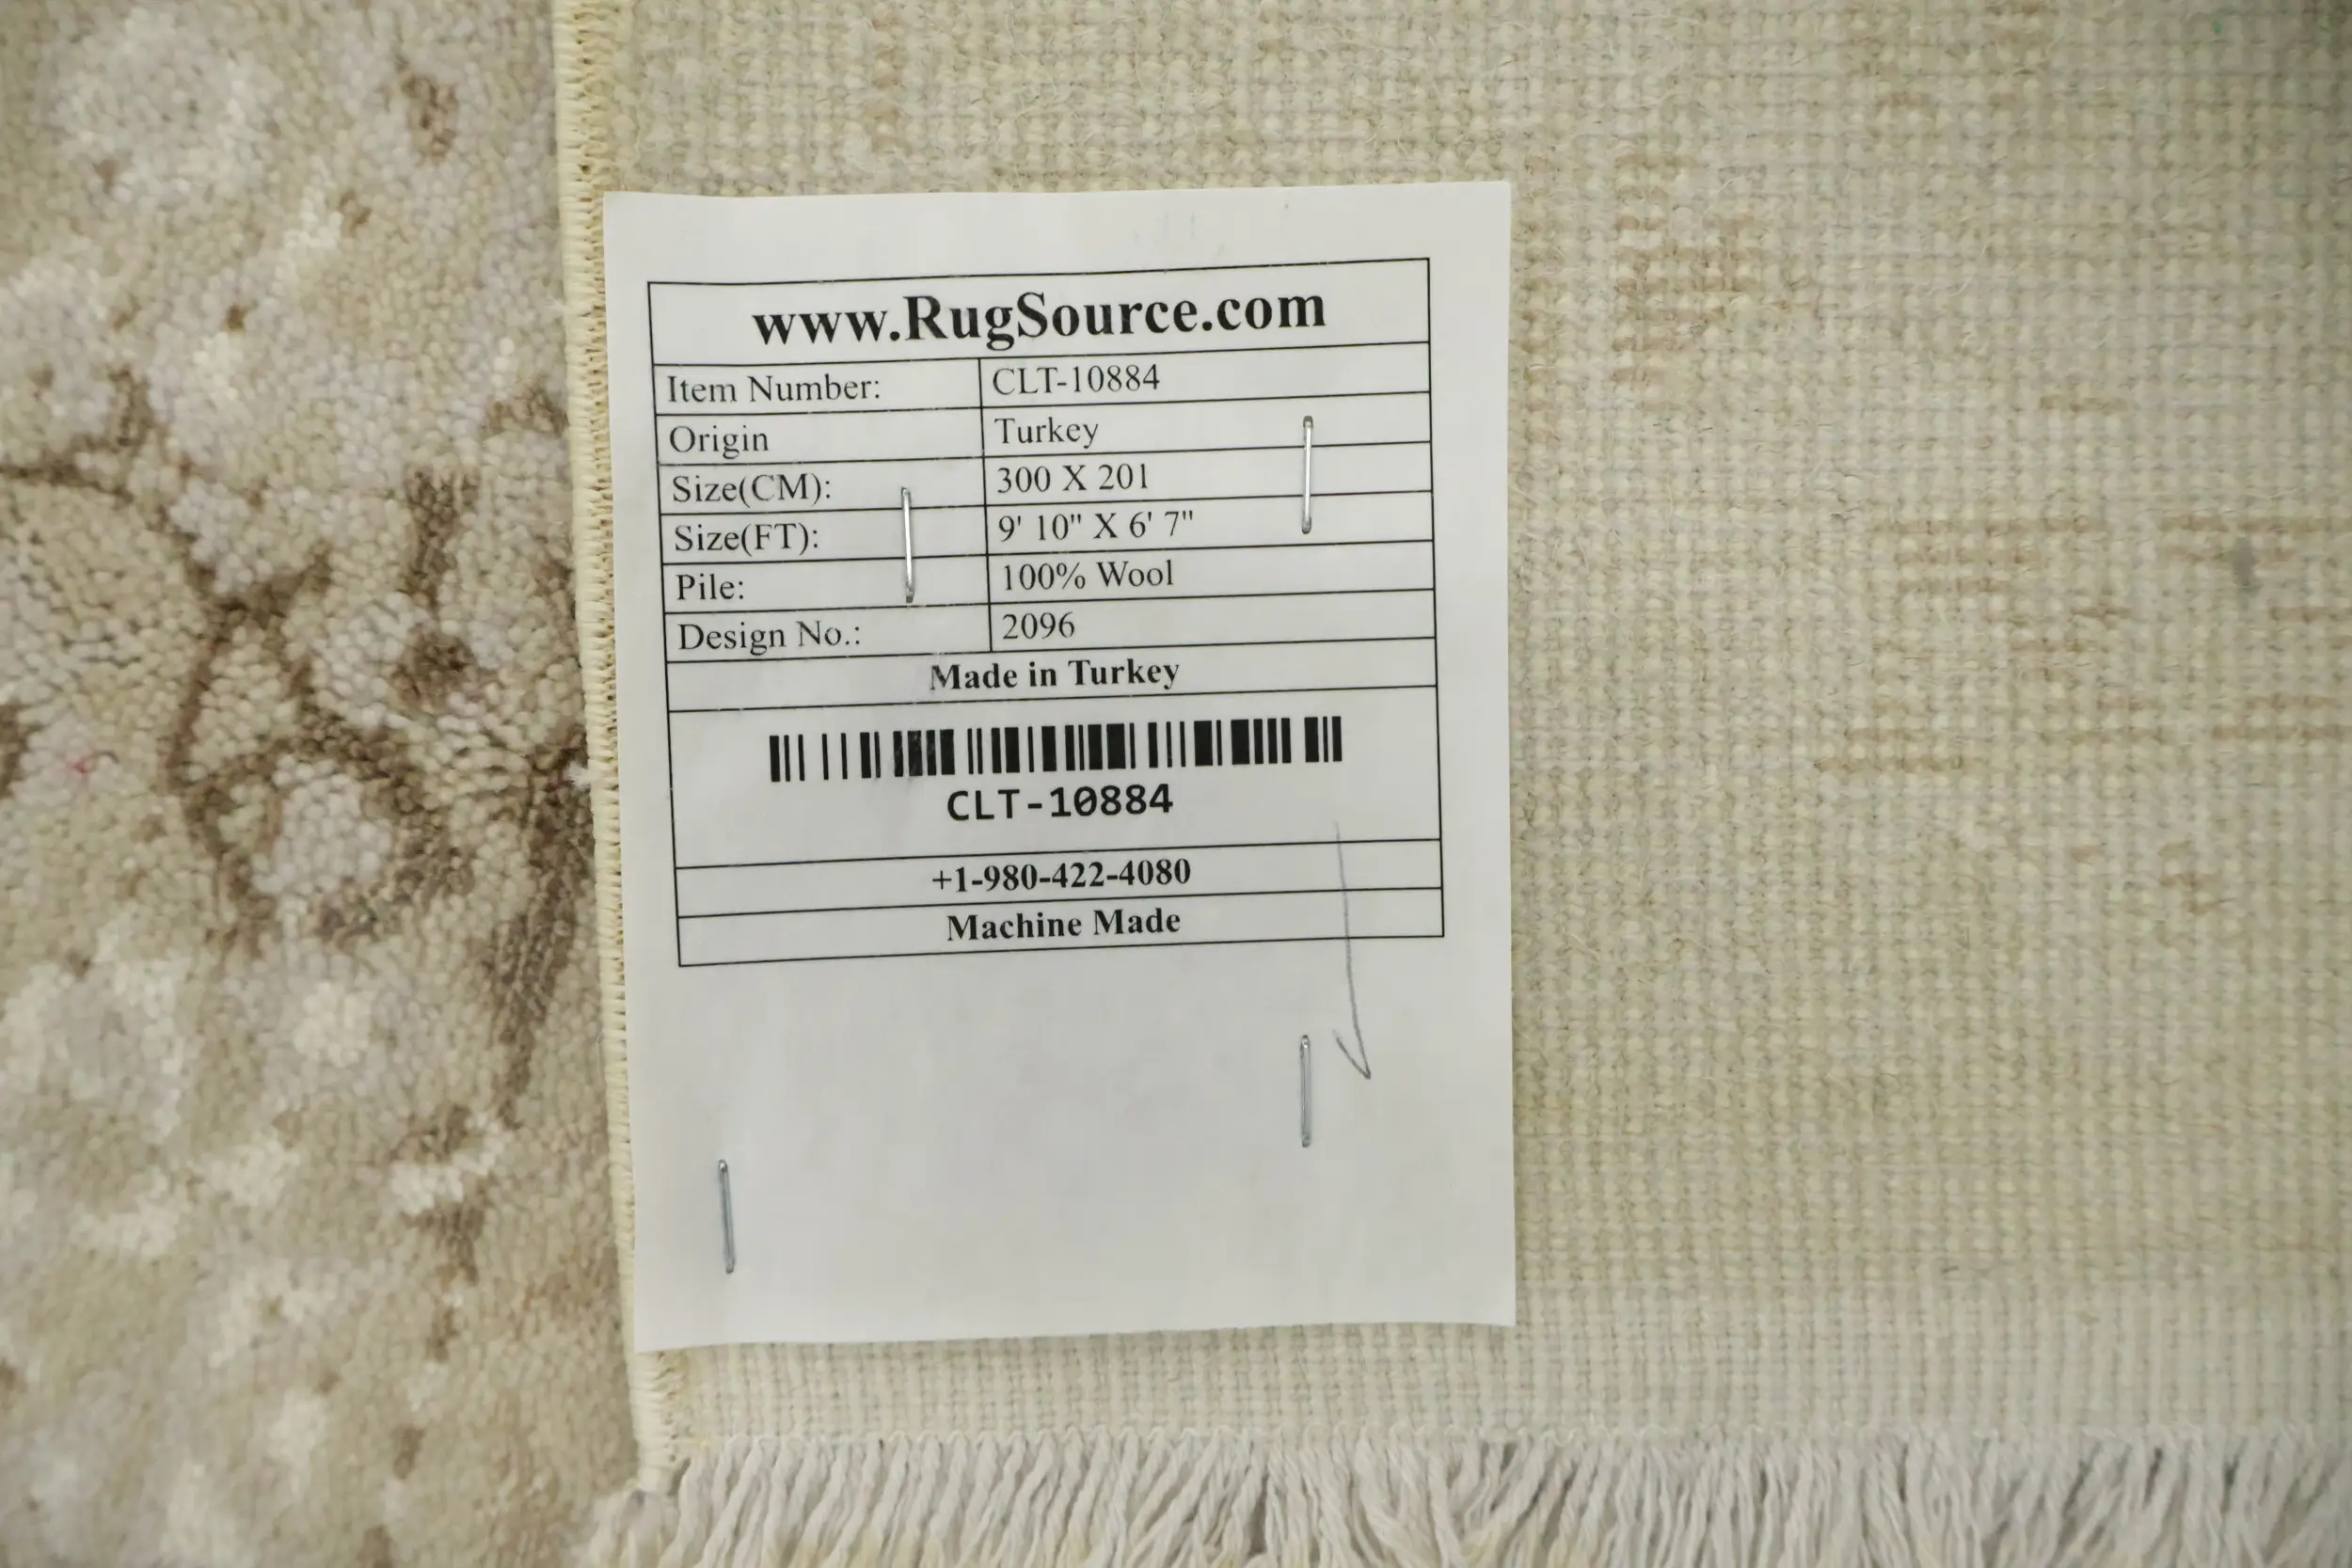 www.RugSource.com
Item Number: CLT-10884
Origin Turkey
Size(CM): 300 X 201
Size(FT): 9' 10" X 6' 7"
Pile: 100% Wool
Design No.: 2096
Made in Turkey
CLT-10884
+1-980-422-4080
Machine Made